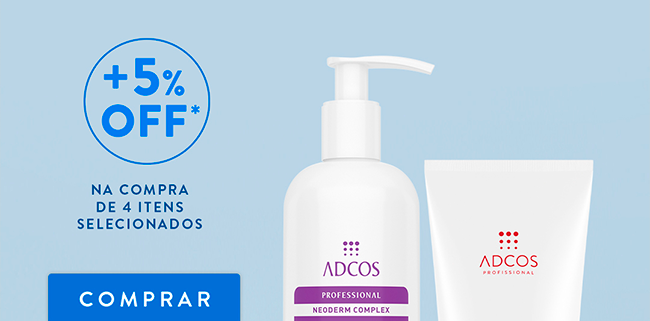 +5%
OFF*
NA COMPRA
DE 4 ITENS
SELECIONADOS
COMPRAR
ADCOS
PROFESSIONAL
NEODERM COMPLEX
ADCOS
PROFISSIONAL